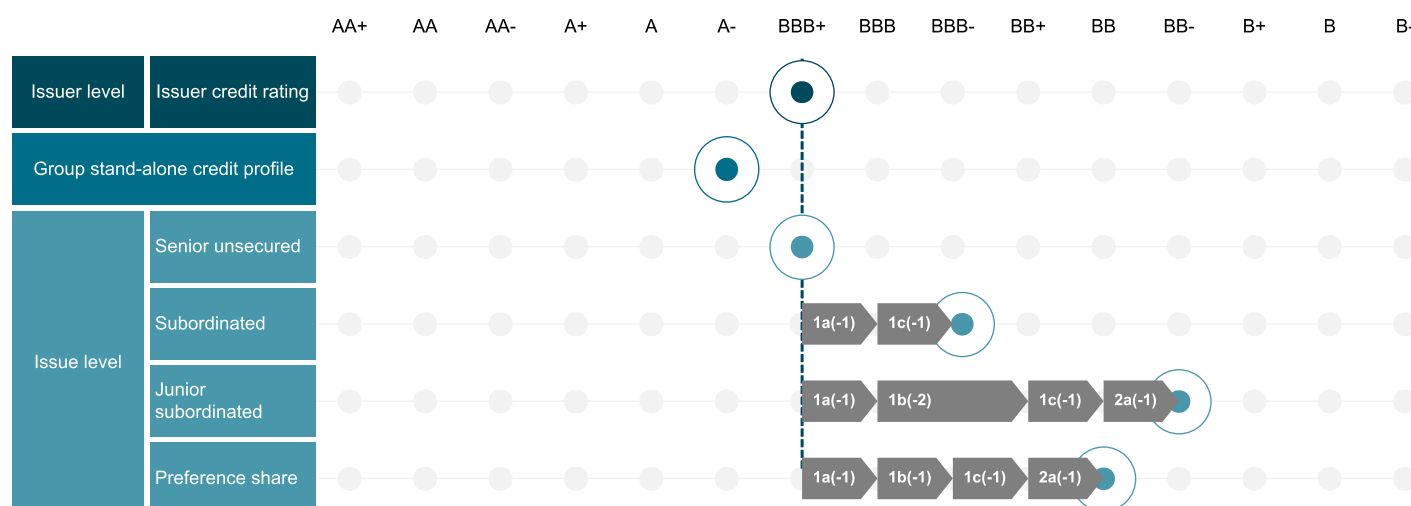 AA+ AA AA- A+ A A- BBB+ BBB BBB- BB+ BB BB- B+ B B-
Issuer level Issuer credit rating
Group stand-alone credit profile
Issue level
Senior unsecured
Subordinated 1a(-1) 1c(-1)
Junior
subordinated
1a(-1) 1b(-2) 1c(-1) 2a(-1)
Preference share 1a(-1) 1b(-1) 1c(-1) 2a(-1)